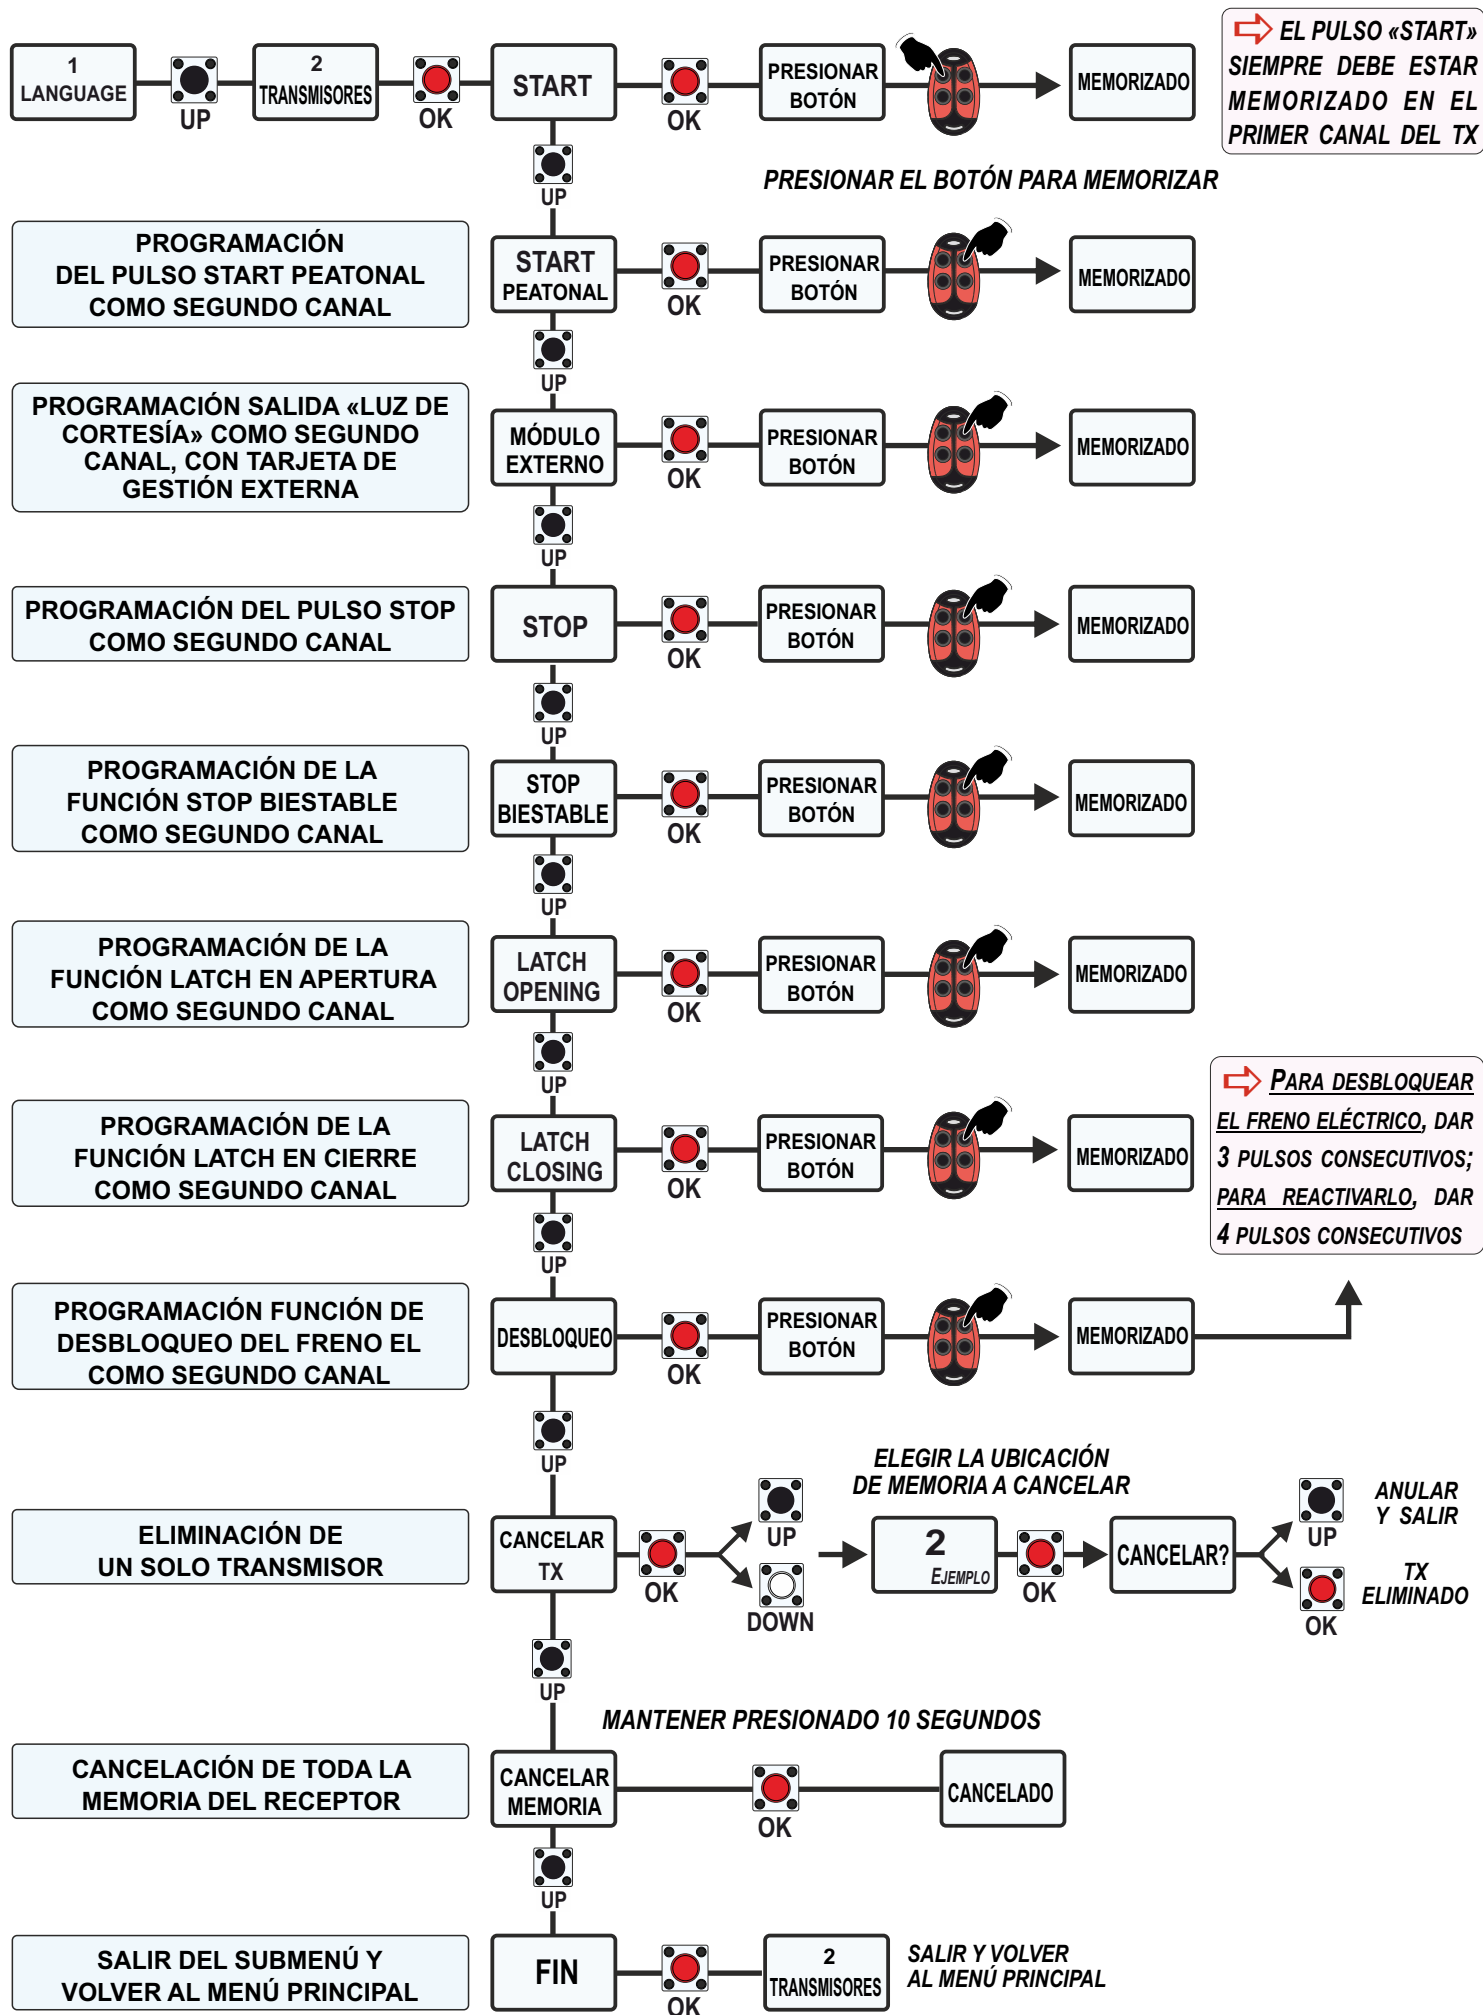 1
LANGUAGE
UP
2
TRANSMISORES
OK
START
OK
PRESIONAR
BOTÓN
MEMORIZADO
EL PULSO «START»
SIEMPRE DEBE ESTAR
MEMORIZADO EN EL
PRIMER CANAL DEL TX
UP
PRESIONAR EL BOTÓN PARA MEMORIZAR
PROGRAMACIÓN
DEL PULSO START PEATONAL
COMO SEGUNDO CANAL
START
PEATONAL
OK
PRESIONAR
BOTÓN
MEMORIZADO
UP
PROGRAMACIÓN SALIDA «LUZ DE
CORTESÍA» COMO SEGUNDO
CANAL, CON TARJETA DE
GESTIÓN EXTERNA
MÓDULO
EXTERNO
OK
PRESIONAR
BOTÓN
MEMORIZADO
UP
PROGRAMACIÓN DEL PULSO STOP
COMO SEGUNDO CANAL
STOP
OK
PRESIONAR
BOTÓN
MEMORIZADO
UP
PROGRAMACIÓN DE LA
FUNCIÓN STOP BIESTABLE
COMO SEGUNDO CANAL
STOP
BIESTABLE
OK
PRESIONAR
BOTÓN
MEMORIZADO
UP
PROGRAMACIÓN DE LA
FUNCIÓN LATCH EN APERTURA
COMO SEGUNDO CANAL
LATCH
OPENING
OK
PRESIONAR
BOTÓN
MEMORIZADO
UP
PROGRAMACIÓN DE LA
FUNCIÓN LATCH EN CIERRE
COMO SEGUNDO CANAL
LATCH
CLOSING
OK
PRESIONAR
BOTÓN
MEMORIZADO
PARA DESBLOQUEAR
EL FRENO ELÉCTRICO, DAR
3 PULSOS CONSECUTIVOS;
PARA REACTIVARLO, DAR
4 PULSOS CONSECUTIVOS
UP
PROGRAMACIÓN FUNCIÓN DE
DESBLOQUEO DEL FRENO EL
COMO SEGUNDO CANAL
DESBLOQUEO
OK
PRESIONAR
BOTÓN
MEMORIZADO
UP
ELIMINACIÓN DE
UN SOLO TRANSMISOR
CANCELAR
TX
OK
UP
DOWN
ELEGIR LA UBICACIÓN
DE MEMORIA A CANCELAR
2
EJEMPLO
OK
CANCELAR?
UP
ANULAR
Y SALIR
OK
TX
ELIMINADO
UP
MANTENER PRESIONADO 10 SEGUNDOS
CANCELACIÓN DE TODA LA
MEMORIA DEL RECEPTOR
CANCELAR
MEMORIA
OK
CANCELADO
UP
SALIR DEL SUBMENÚ Y
VOLVER AL MENÚ PRINCIPAL
FIN
OK
2
TRANSMISORES
SALIR Y VOLVER
AL MENÚ PRINCIPAL